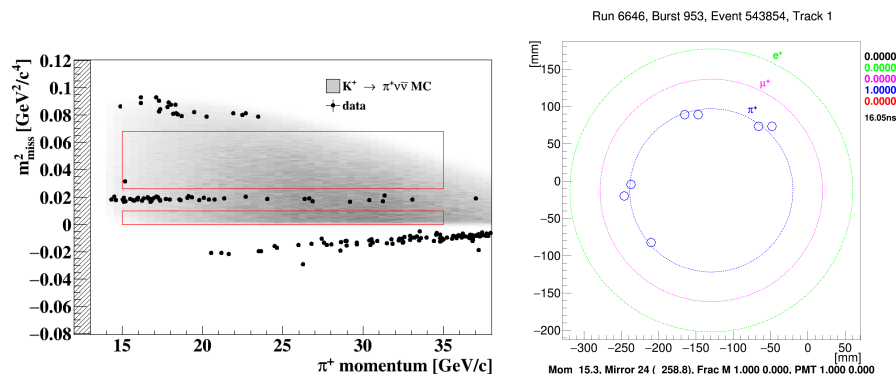 0.12
0.1
0.08
0.06
0.04
0.02
0
−0.02
−0.04
−0.06
−0.08
m²miss [GeV²/c⁴]
K⁺ → π⁺νν̄ MC
data
15 20 25 30 35
π⁺ momentum [GeV/c]
Run 6646, Burst 953, Event 543854, Track 1
[mm]
150
100
50
0
−50
−100
−150
−200
e⁺
μ⁺
π⁺
0.0000
0.0000
0.0000
1.0000
0.0000
16.05ns
−300 −250 −200 −150 −100 −50 0 50
[mm]
Mom 15.3, Mirror 24 ( 258.8), Frac M 1.000 0.000, PMT 1.000 0.000